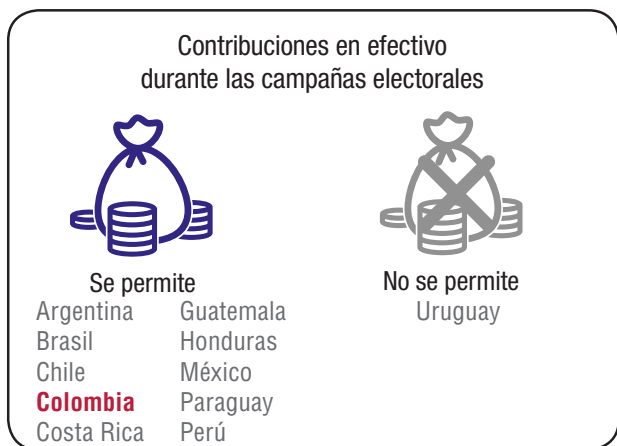 Contribuciones en efectivo
durante las campañas electorales
Se permite
Argentina
Brasil
Chile
Colombia
Costa Rica
Guatemala
Honduras
México
Paraguay
Perú
No se permite
Uruguay